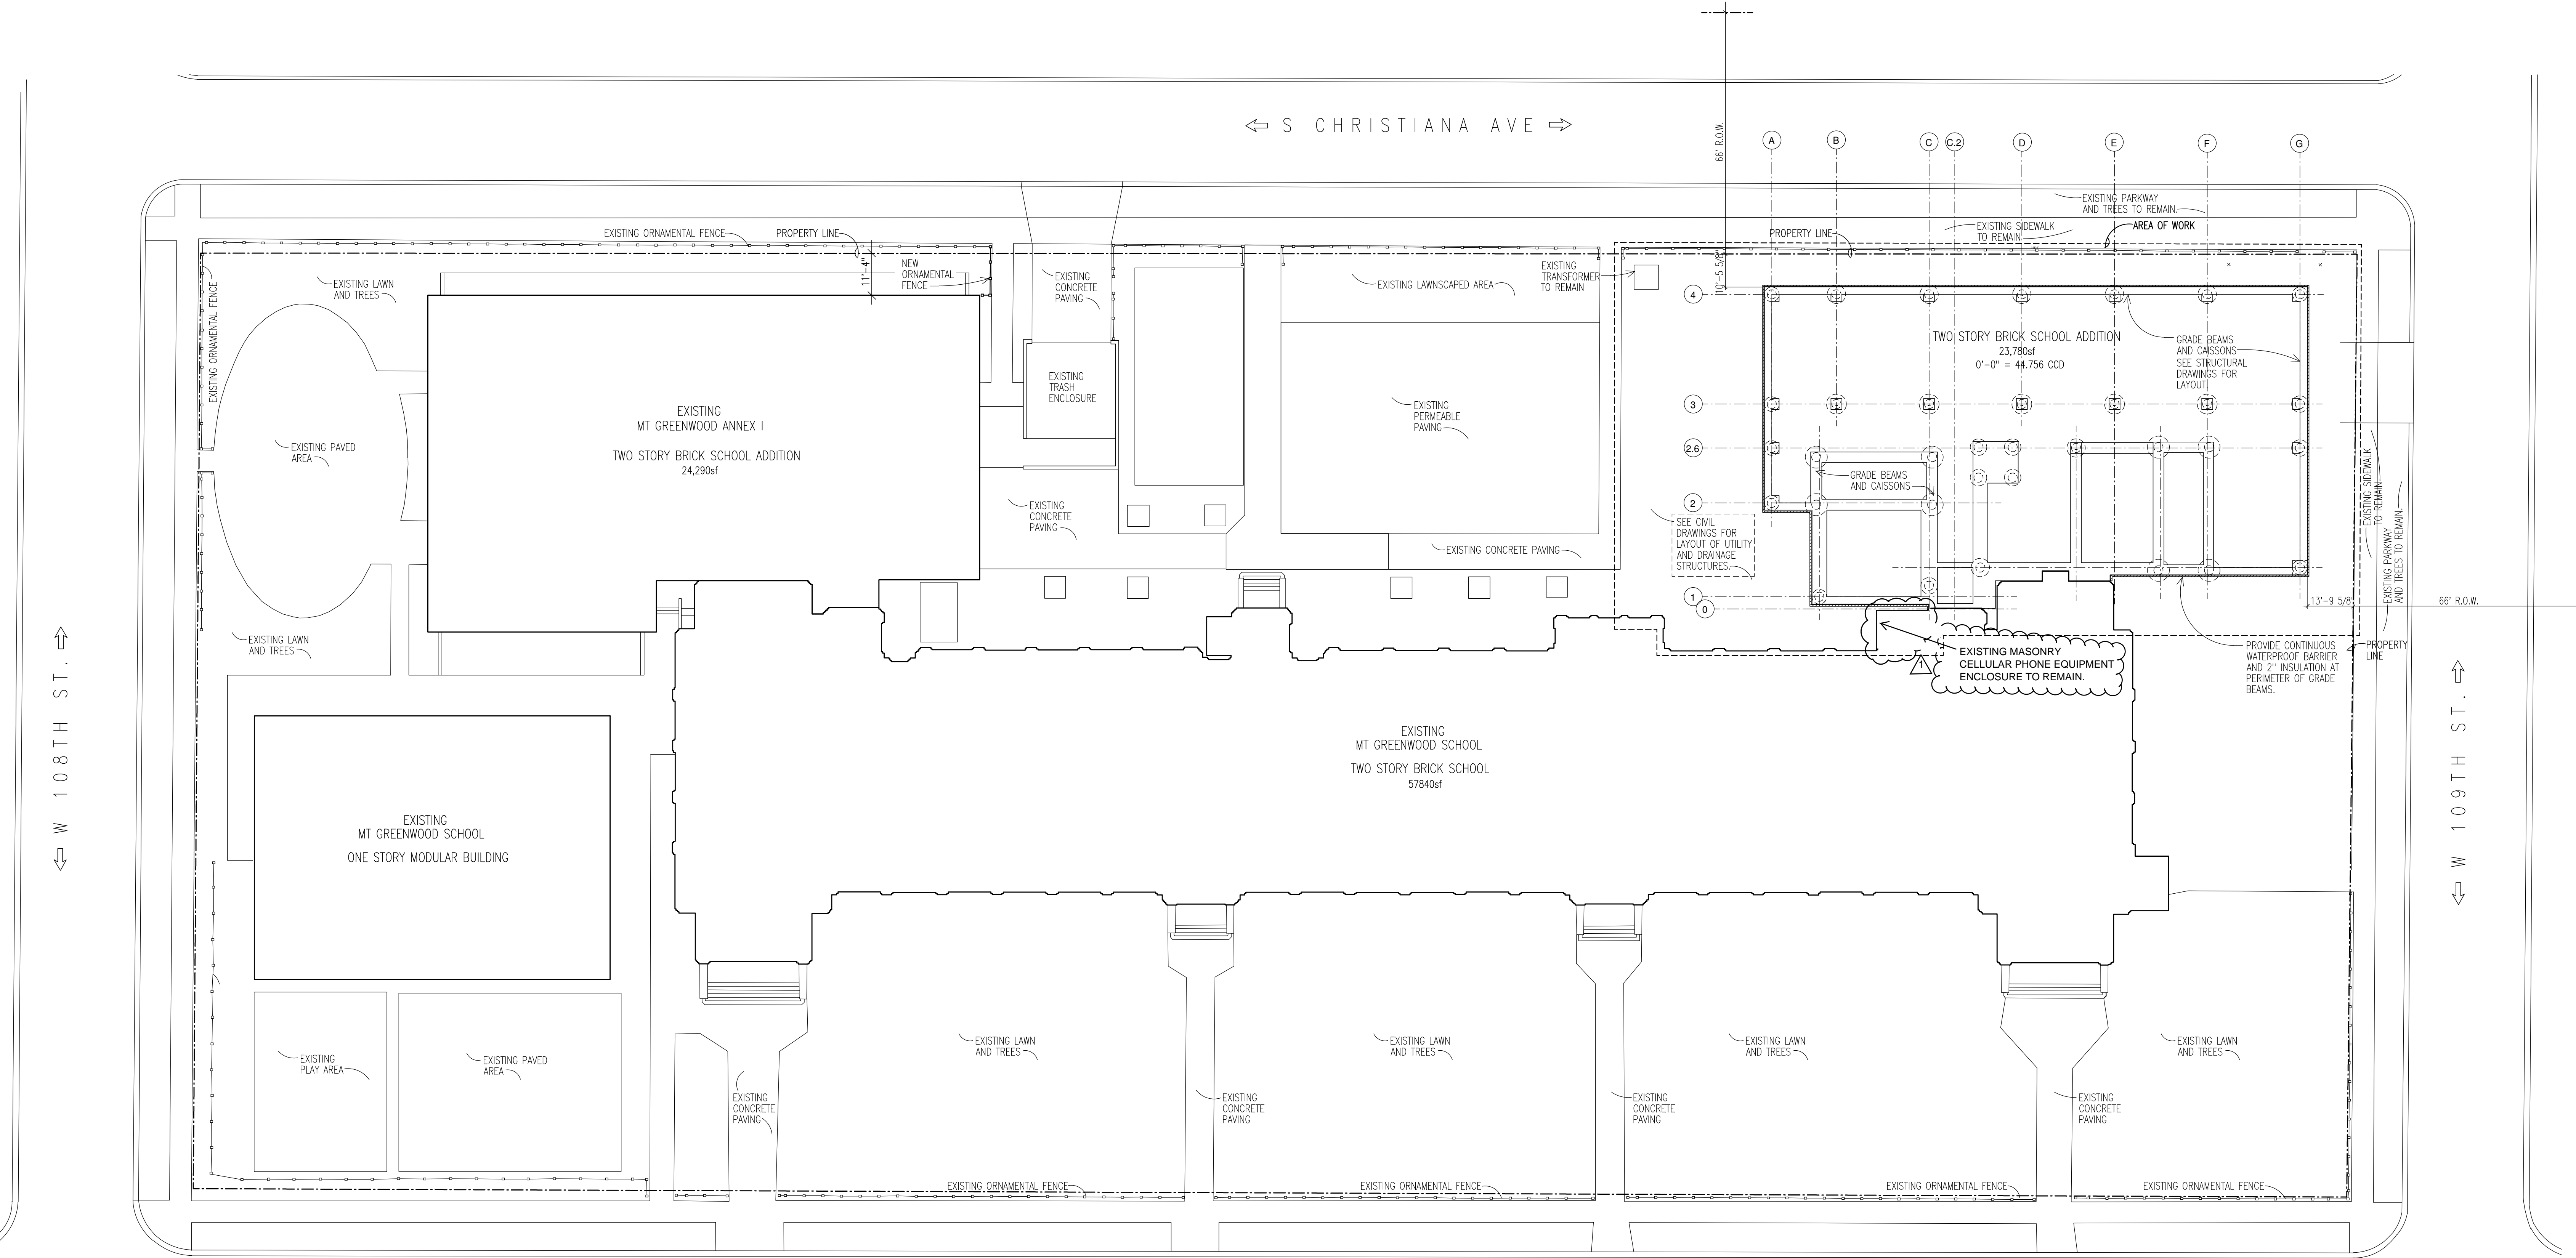 S CHRISTIANA AVE
66' R.O.W.
A
B
C
C.2
D
E
F
G
EXISTING PARKWAY
AND TREES TO REMAIN.
EXISTING SIDEWALK
TO REMAIN
AREA OF WORK
EXISTING ORNAMENTAL FENCE
PROPERTY LINE
PROPERTY LINE
11'-4"
NEW
ORNAMENTAL
FENCE
EXISTING
CONCRETE
PAVING
EXISTING LAWNSCAPED AREA
EXISTING
TRANSFORMER
TO REMAIN
10'-5 5/8"
EXISTING LAWN
AND TREES
EXISTING ORNAMENTAL FENCE
4
TWO STORY BRICK SCHOOL ADDITION
23,780sf
0'-0" = 44.756 CCD
GRADE BEAMS
AND CAISSONS
SEE STRUCTURAL
DRAWINGS FOR
LAYOUT.
EXISTING
TRASH
ENCLOSURE
EXISTING
PERMEABLE
PAVING
3
EXISTING
MT GREENWOOD ANNEX I
TWO STORY BRICK SCHOOL ADDITION
24,290sf
EXISTING PAVED
AREA
2.6
GRADE BEAMS
AND CAISSONS
2
EXISTING SIDEWALK
TO REMAIN
EXISTING PARKWAY
AND TREES TO REMAIN.
EXISTING
CONCRETE
PAVING
SEE CIVIL
DRAWINGS FOR
LAYOUT OF UTILITY
AND DRAINAGE
STRUCTURES.
EXISTING CONCRETE PAVING
1
0
13'-9 5/8"
66' R.O.W.
EXISTING LAWN
AND TREES
EXISTING MASONRY
CELLULAR PHONE EQUIPMENT
ENCLOSURE TO REMAIN.
1
PROVIDE CONTINUOUS
WATERPROOF BARRIER
AND 2" INSULATION AT
PERIMETER OF GRADE
BEAMS.
PROPERTY
LINE
W 108TH ST.
W 109TH ST.
EXISTING
MT GREENWOOD SCHOOL
TWO STORY BRICK SCHOOL
57840sf
EXISTING
MT GREENWOOD SCHOOL
ONE STORY MODULAR BUILDING
EXISTING
PLAY AREA
EXISTING PAVED
AREA
EXISTING LAWN
AND TREES
EXISTING LAWN
AND TREES
EXISTING LAWN
AND TREES
EXISTING LAWN
AND TREES
EXISTING
CONCRETE
PAVING
EXISTING
CONCRETE
PAVING
EXISTING
CONCRETE
PAVING
EXISTING
CONCRETE
PAVING
EXISTING ORNAMENTAL FENCE
EXISTING ORNAMENTAL FENCE
EXISTING ORNAMENTAL FENCE
EXISTING ORNAMENTAL FENCE